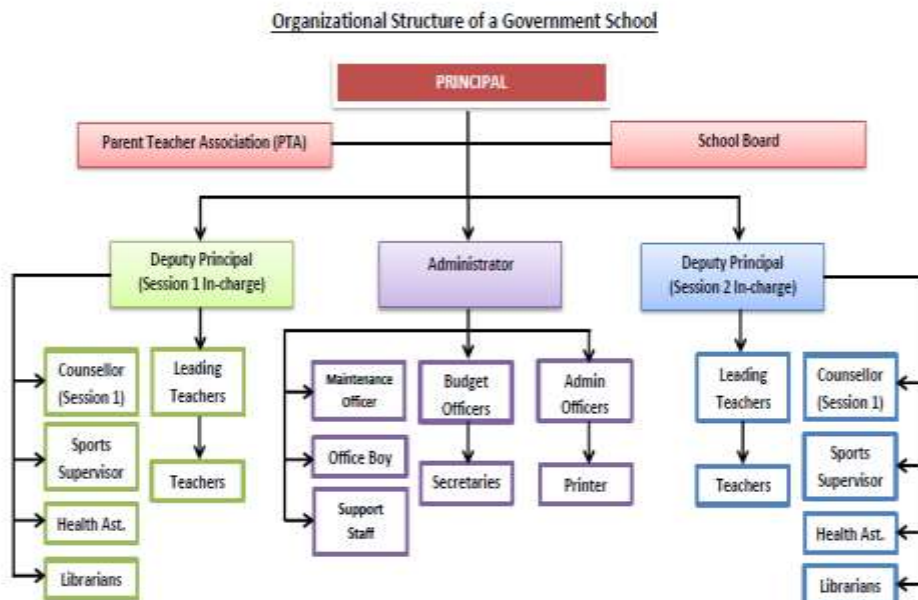 Organizational Structure of a Government School
PRINCIPAL
Parent Teacher Association (PTA)
School Board
Deputy Principal
(Session 1 In-charge)
Administrator
Deputy Principal
(Session 2 In-charge)
Counsellor
(Session 1)
Leading
Teachers
Maintenance
Officer
Budget
Officers
Admin
Officers
Leading
Teachers
Counsellor
(Session 1)
Sports
Supervisor
Teachers
Office Boy
Secretaries
Printer
Teachers
Sports
Supervisor
Health Ast.
Support
Staff
Health Ast.
Librarians
Librarians